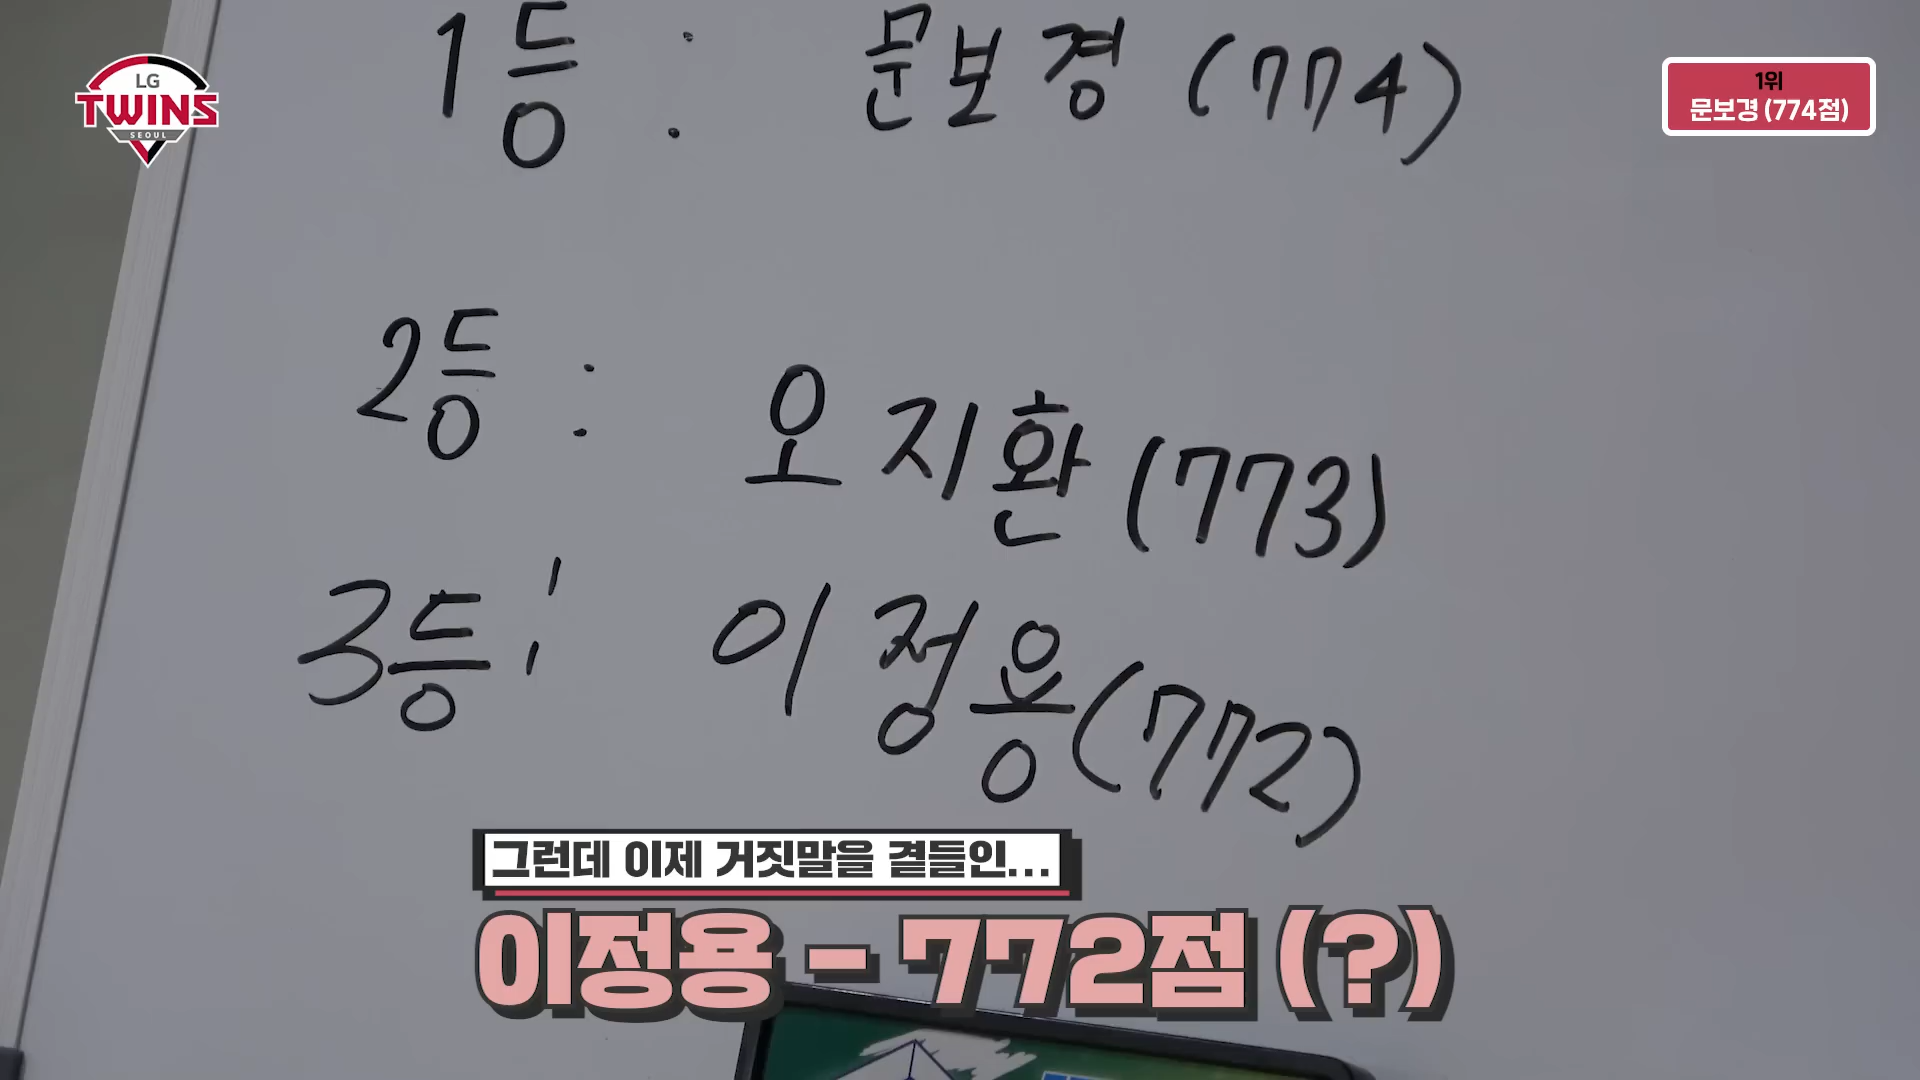 LG
TWINS
SEOUL
1위
문보경 (774점)
1등 : 문보경 (774)
2등 : 오지환 (773)
3등 : 이정용 (772)
그런데 이제 거짓말을 곁들인...
이정용 - 772점 (?)